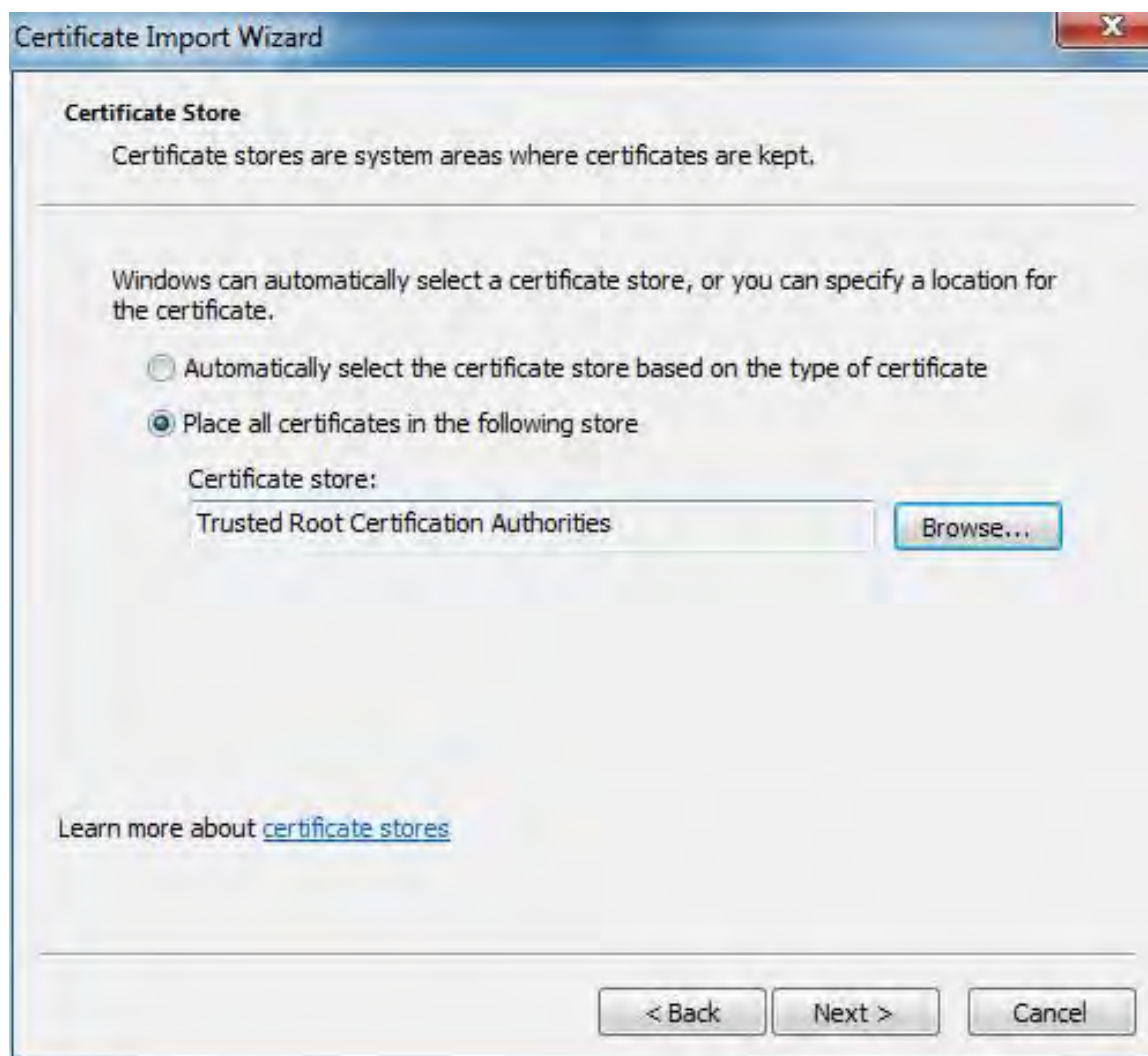 Certificate Import Wizard
Certificate Store
Certificate stores are system areas where certificates are kept.
Windows can automatically select a certificate store, or you can specify a location for
the certificate.
Automatically select the certificate store based on the type of certificate
Place all certificates in the following store
Certificate store:
Trusted Root Certification Authorities
Browse...
Learn more about certificate stores
< Back Next > Cancel